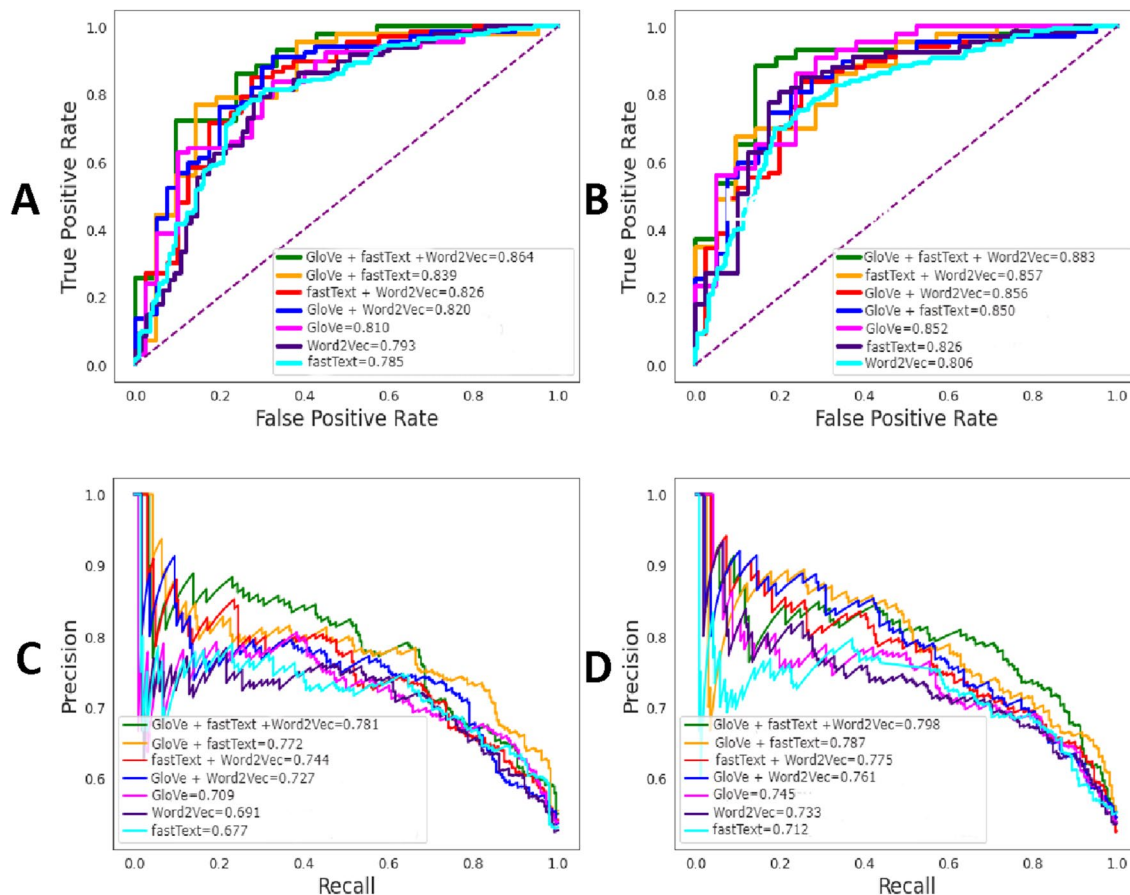 A
True Positive Rate
1.0
0.8
0.6
0.4
0.2
0.0
GloVe + fastText +Word2Vec=0.864
GloVe + fastText=0.839
fastText + Word2Vec=0.826
GloVe + Word2Vec=0.820
GloVe=0.810
Word2Vec=0.793
fastText=0.785
0.0 0.2 0.4 0.6 0.8 1.0
False Positive Rate
B
True Positive Rate
1.0
0.8
0.6
0.4
0.2
0.0
GloVe + fastText + Word2Vec=0.883
fastText + Word2Vec=0.857
GloVe + Word2Vec=0.856
GloVe + fastText=0.850
GloVe=0.852
fastText=0.826
Word2Vec=0.806
0.0 0.2 0.4 0.6 0.8 1.0
False Positive Rate
C
Precision
1.0
0.9
0.8
0.7
0.6
GloVe + fastText +Word2Vec=0.781
GloVe + fastText=0.772
fastText + Word2Vec=0.744
GloVe + Word2Vec=0.727
GloVe=0.709
Word2Vec=0.691
fastText=0.677
0.0 0.2 0.4 0.6 0.8 1.0
Recall
D
Precision
1.0
0.9
0.8
0.7
0.6
GloVe + fastText +Word2Vec=0.798
GloVe + fastText=0.787
fastText + Word2Vec=0.775
GloVe + Word2Vec=0.761
GloVe=0.745
Word2Vec=0.733
fastText=0.712
0.0 0.2 0.4 0.6 0.8 1.0
Recall